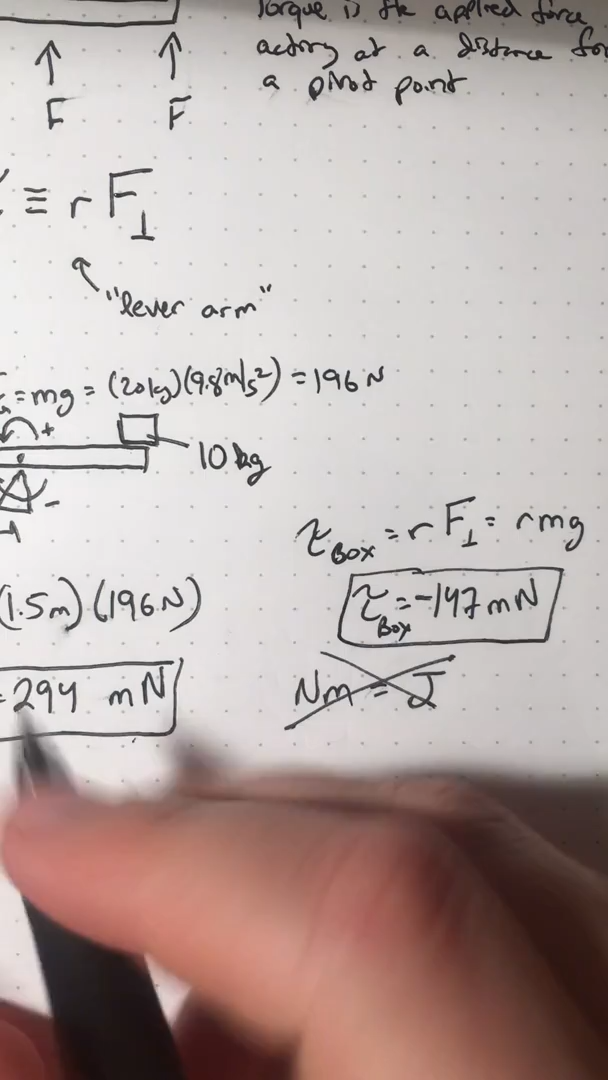 Torque is the applied force
acting at a distance fo
a pivot point
F F
≡ r F⊥
"lever arm"
= mg = (20kg)(9.8m/s²) = 196 N
+
10 kg
-
τBox = r F⊥ = rmg
(1.5m)(196N)
τBox = -147 mN
= 294 mN
Nm = J